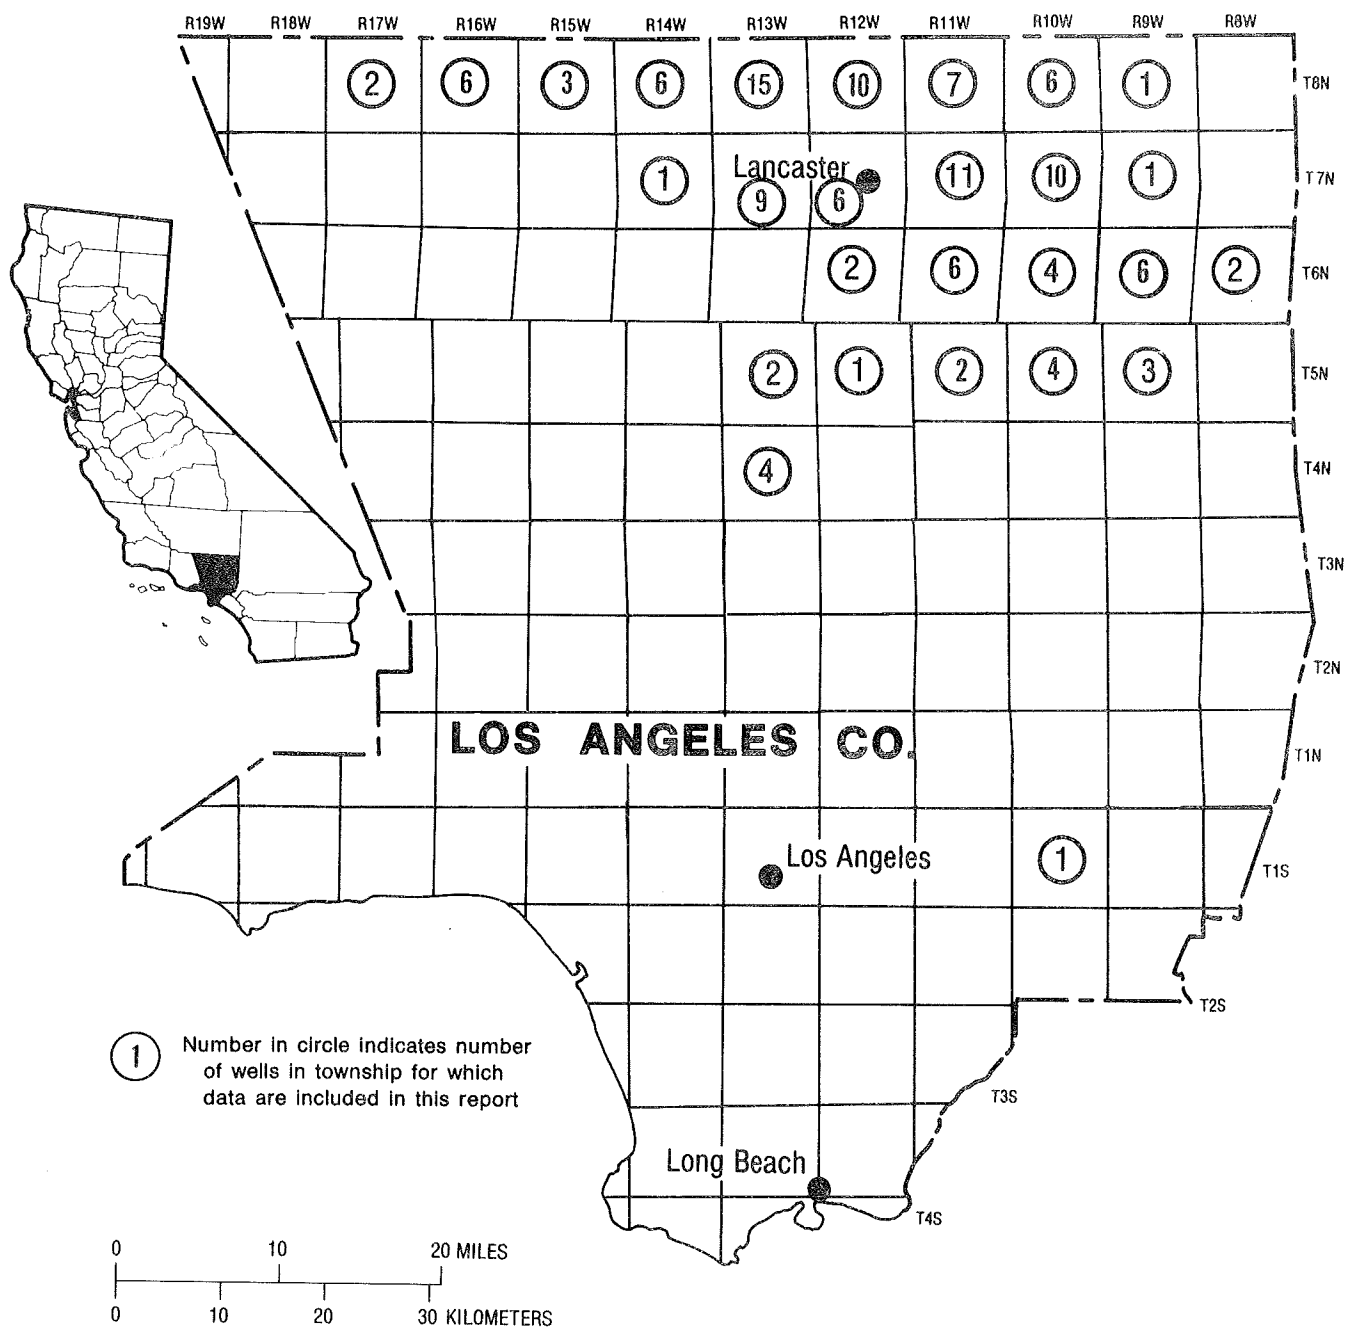 R19W R18W R17W R16W R15W R14W R13W R12W R11W R10W R9W R8W
2 6 3 6 15 10 7 6 1 T8N
Lancaster
1 9 6 11 10 1 T7N
2 6 4 6 2 T6N
2 1 2 4 3 T5N
4 T4N
T3N
T2N
LOS ANGELES CO.
T1N
Los Angeles
1 T1S
T2S
1 Number in circle indicates number
of wells in township for which
data are included in this report
T3S
Long Beach
T4S
0 10 20 MILES
0 10 20 30 KILOMETERS